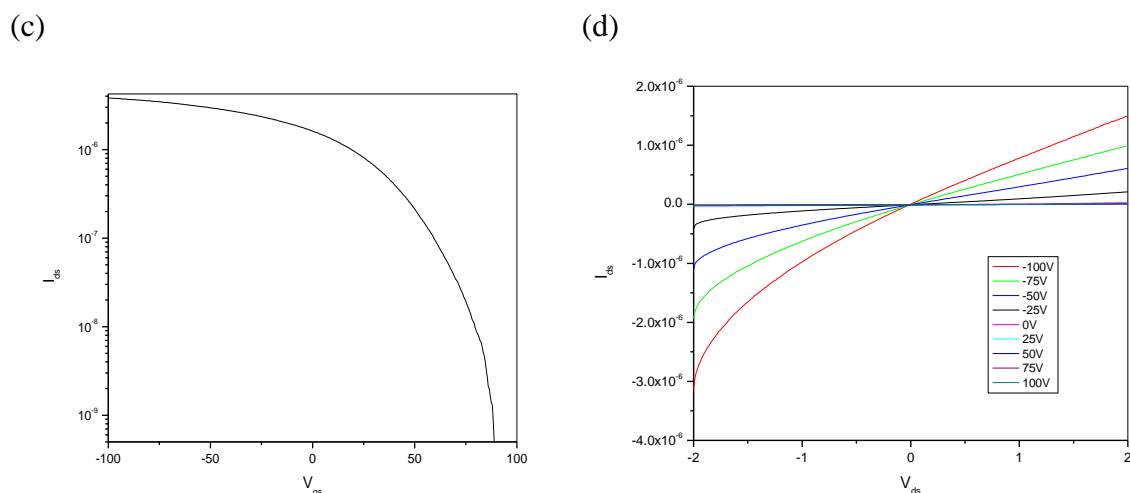 (c)
(d)
10⁻⁶
10⁻⁷
10⁻⁸
10⁻⁹
I_ds
-100
-50
0
50
100
V_gs
2.0x10⁻⁶
1.0x10⁻⁶
0.0
-1.0x10⁻⁶
-2.0x10⁻⁶
-3.0x10⁻⁶
-4.0x10⁻⁶
I_ds
-100V
-75V
-50V
-25V
0V
25V
50V
75V
100V
-2
-1
0
1
2
V_ds